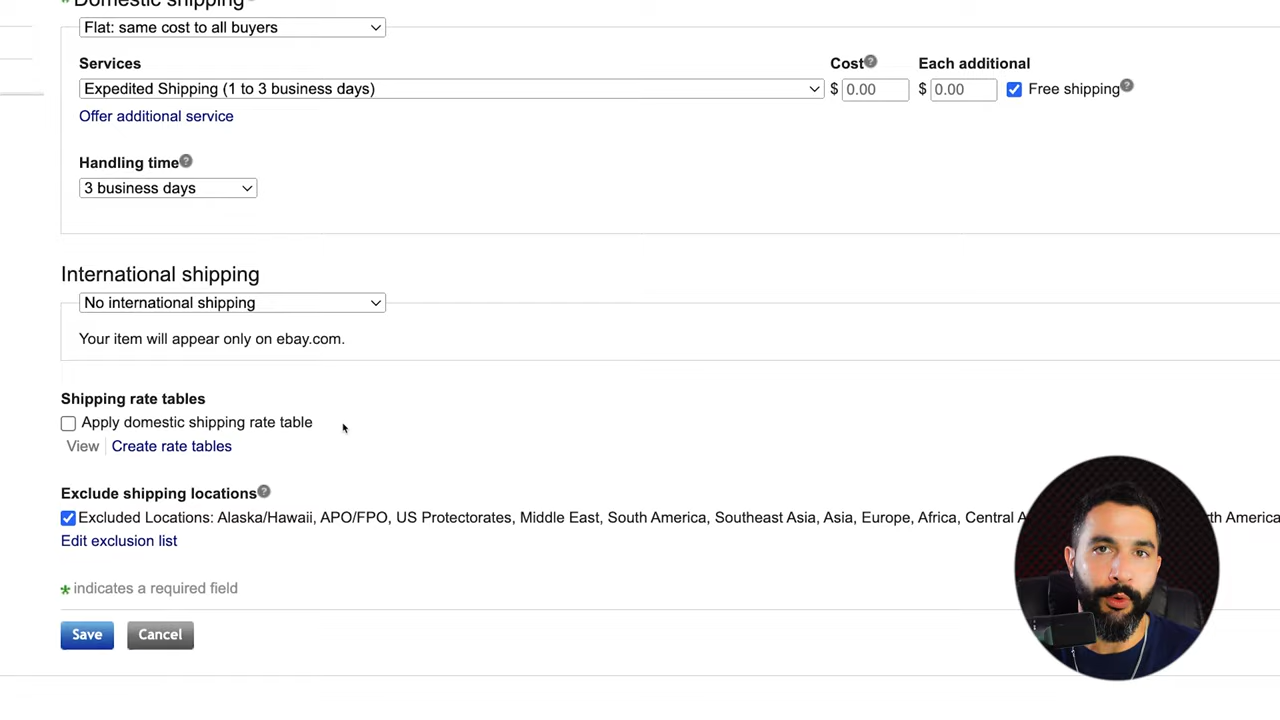 Domestic shipping
Flat: same cost to all buyers
Services
Cost
Each additional
Expedited Shipping (1 to 3 business days)
$ 0.00
$ 0.00
Free shipping
Offer additional service
Handling time
3 business days
International shipping
No international shipping
Your item will appear only on ebay.com.
Shipping rate tables
Apply domestic shipping rate table
View
Create rate tables
Exclude shipping locations
Excluded Locations: Alaska/Hawaii, APO/FPO, US Protectorates, Middle East, South America, Southeast Asia, Asia, Europe, Africa, Central A
America
Edit exclusion list
* indicates a required field
Save
Cancel